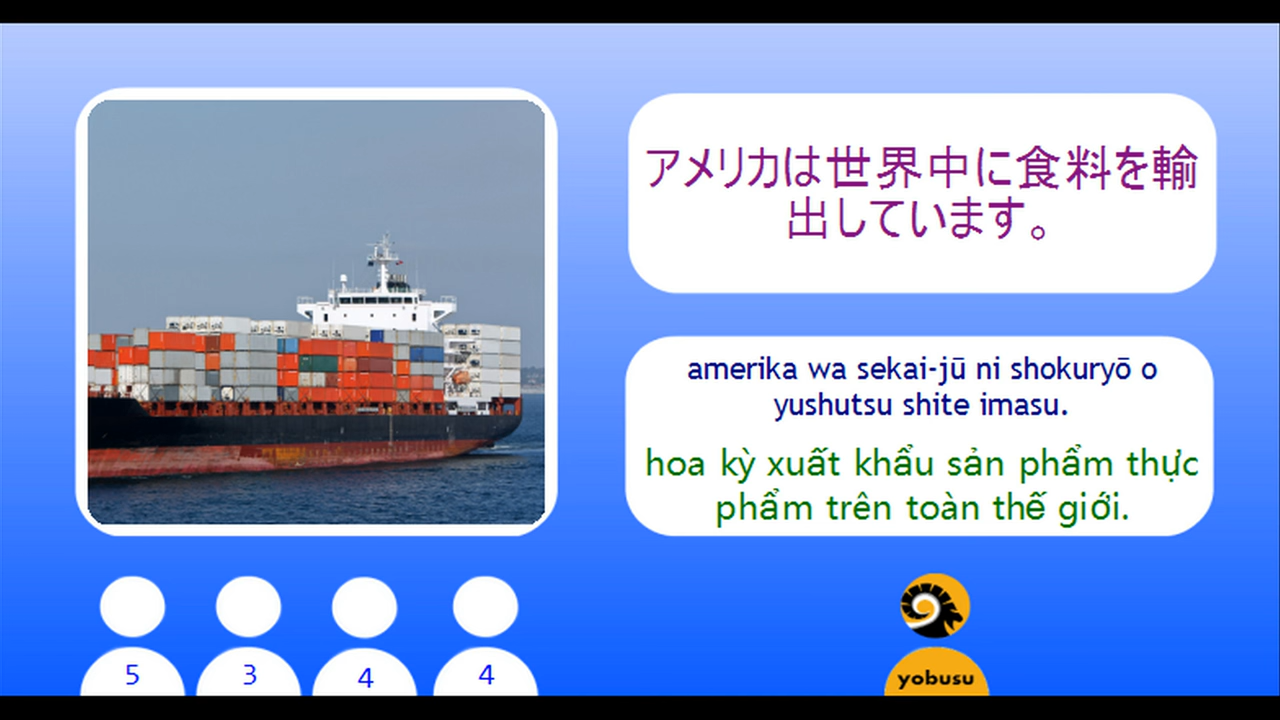 アメリカは世界中に食料を輸
出しています。
amerika wa sekai-jū ni shokuryō o
yushutsu shite imasu.
hoa kỳ xuất khẩu sản phẩm thực
phẩm trên toàn thế giới.
5 3 4 4
yobusu